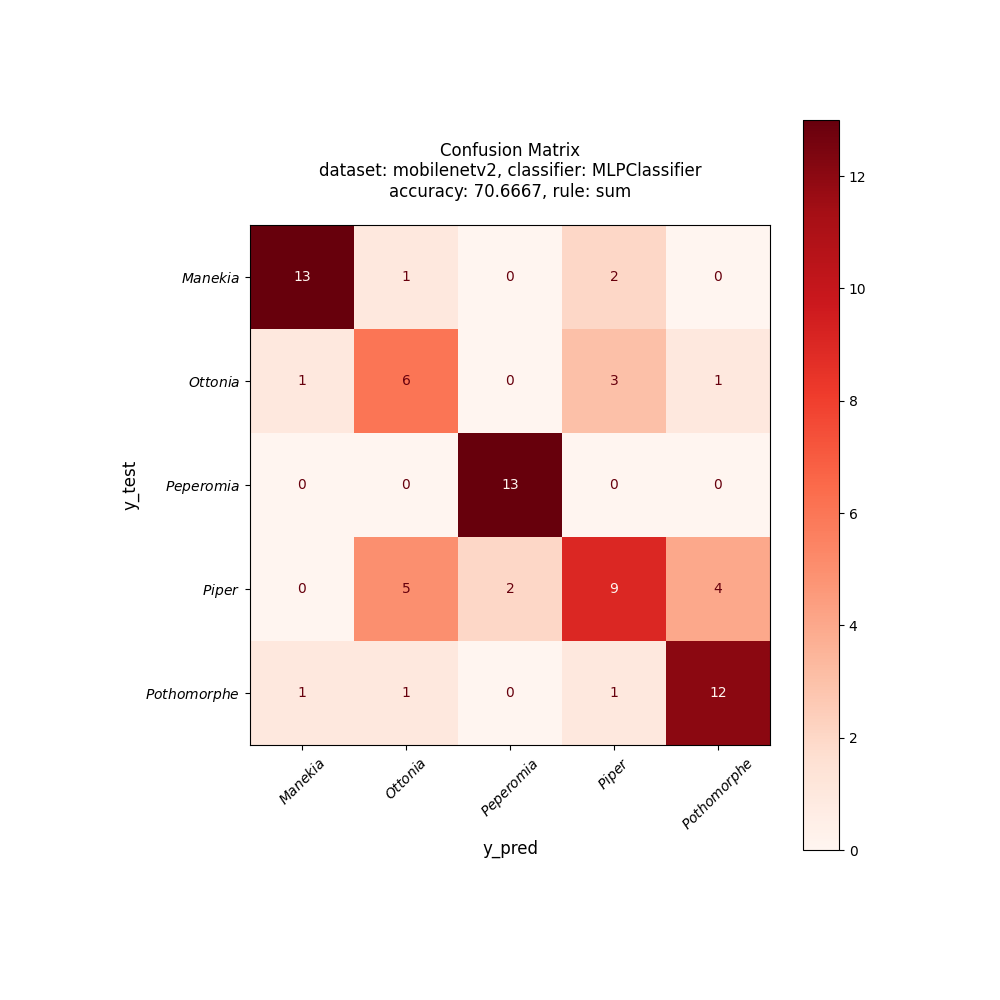 Confusion Matrix
dataset: mobilenetv2, classifier: MLPClassifier
accuracy: 70.6667, rule: sum
y_test
Manekia 13 1 0 2 0
Ottonia 1 6 0 3 1
Peperomia 0 0 13 0 0
Piper 0 5 2 9 4
Pothomorphe 1 1 0 1 12
Manekia Ottonia Peperomia Piper Pothomorphe
y_pred
12
10
8
6
4
2
0